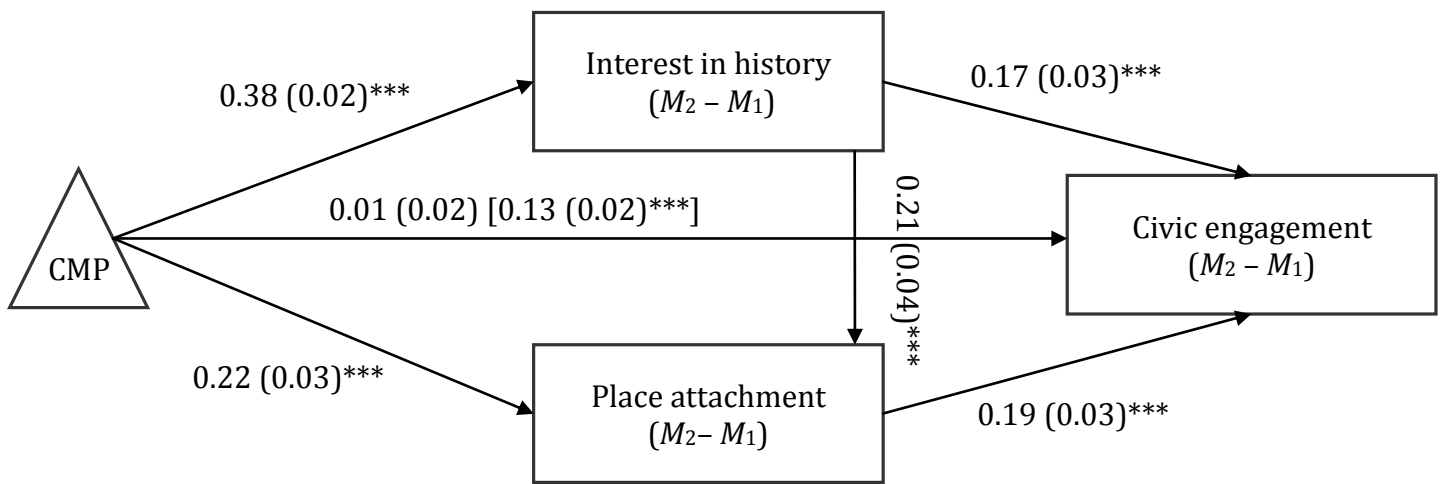 Interest in history
(M2 – M1)
0.38 (0.02)***
0.17 (0.03)***
0.01 (0.02) [0.13 (0.02)***]
0.21 (0.04)****
CMP
Civic engagement
(M2 – M1)
0.22 (0.03)***
Place attachment
(M2– M1)
0.19 (0.03)***